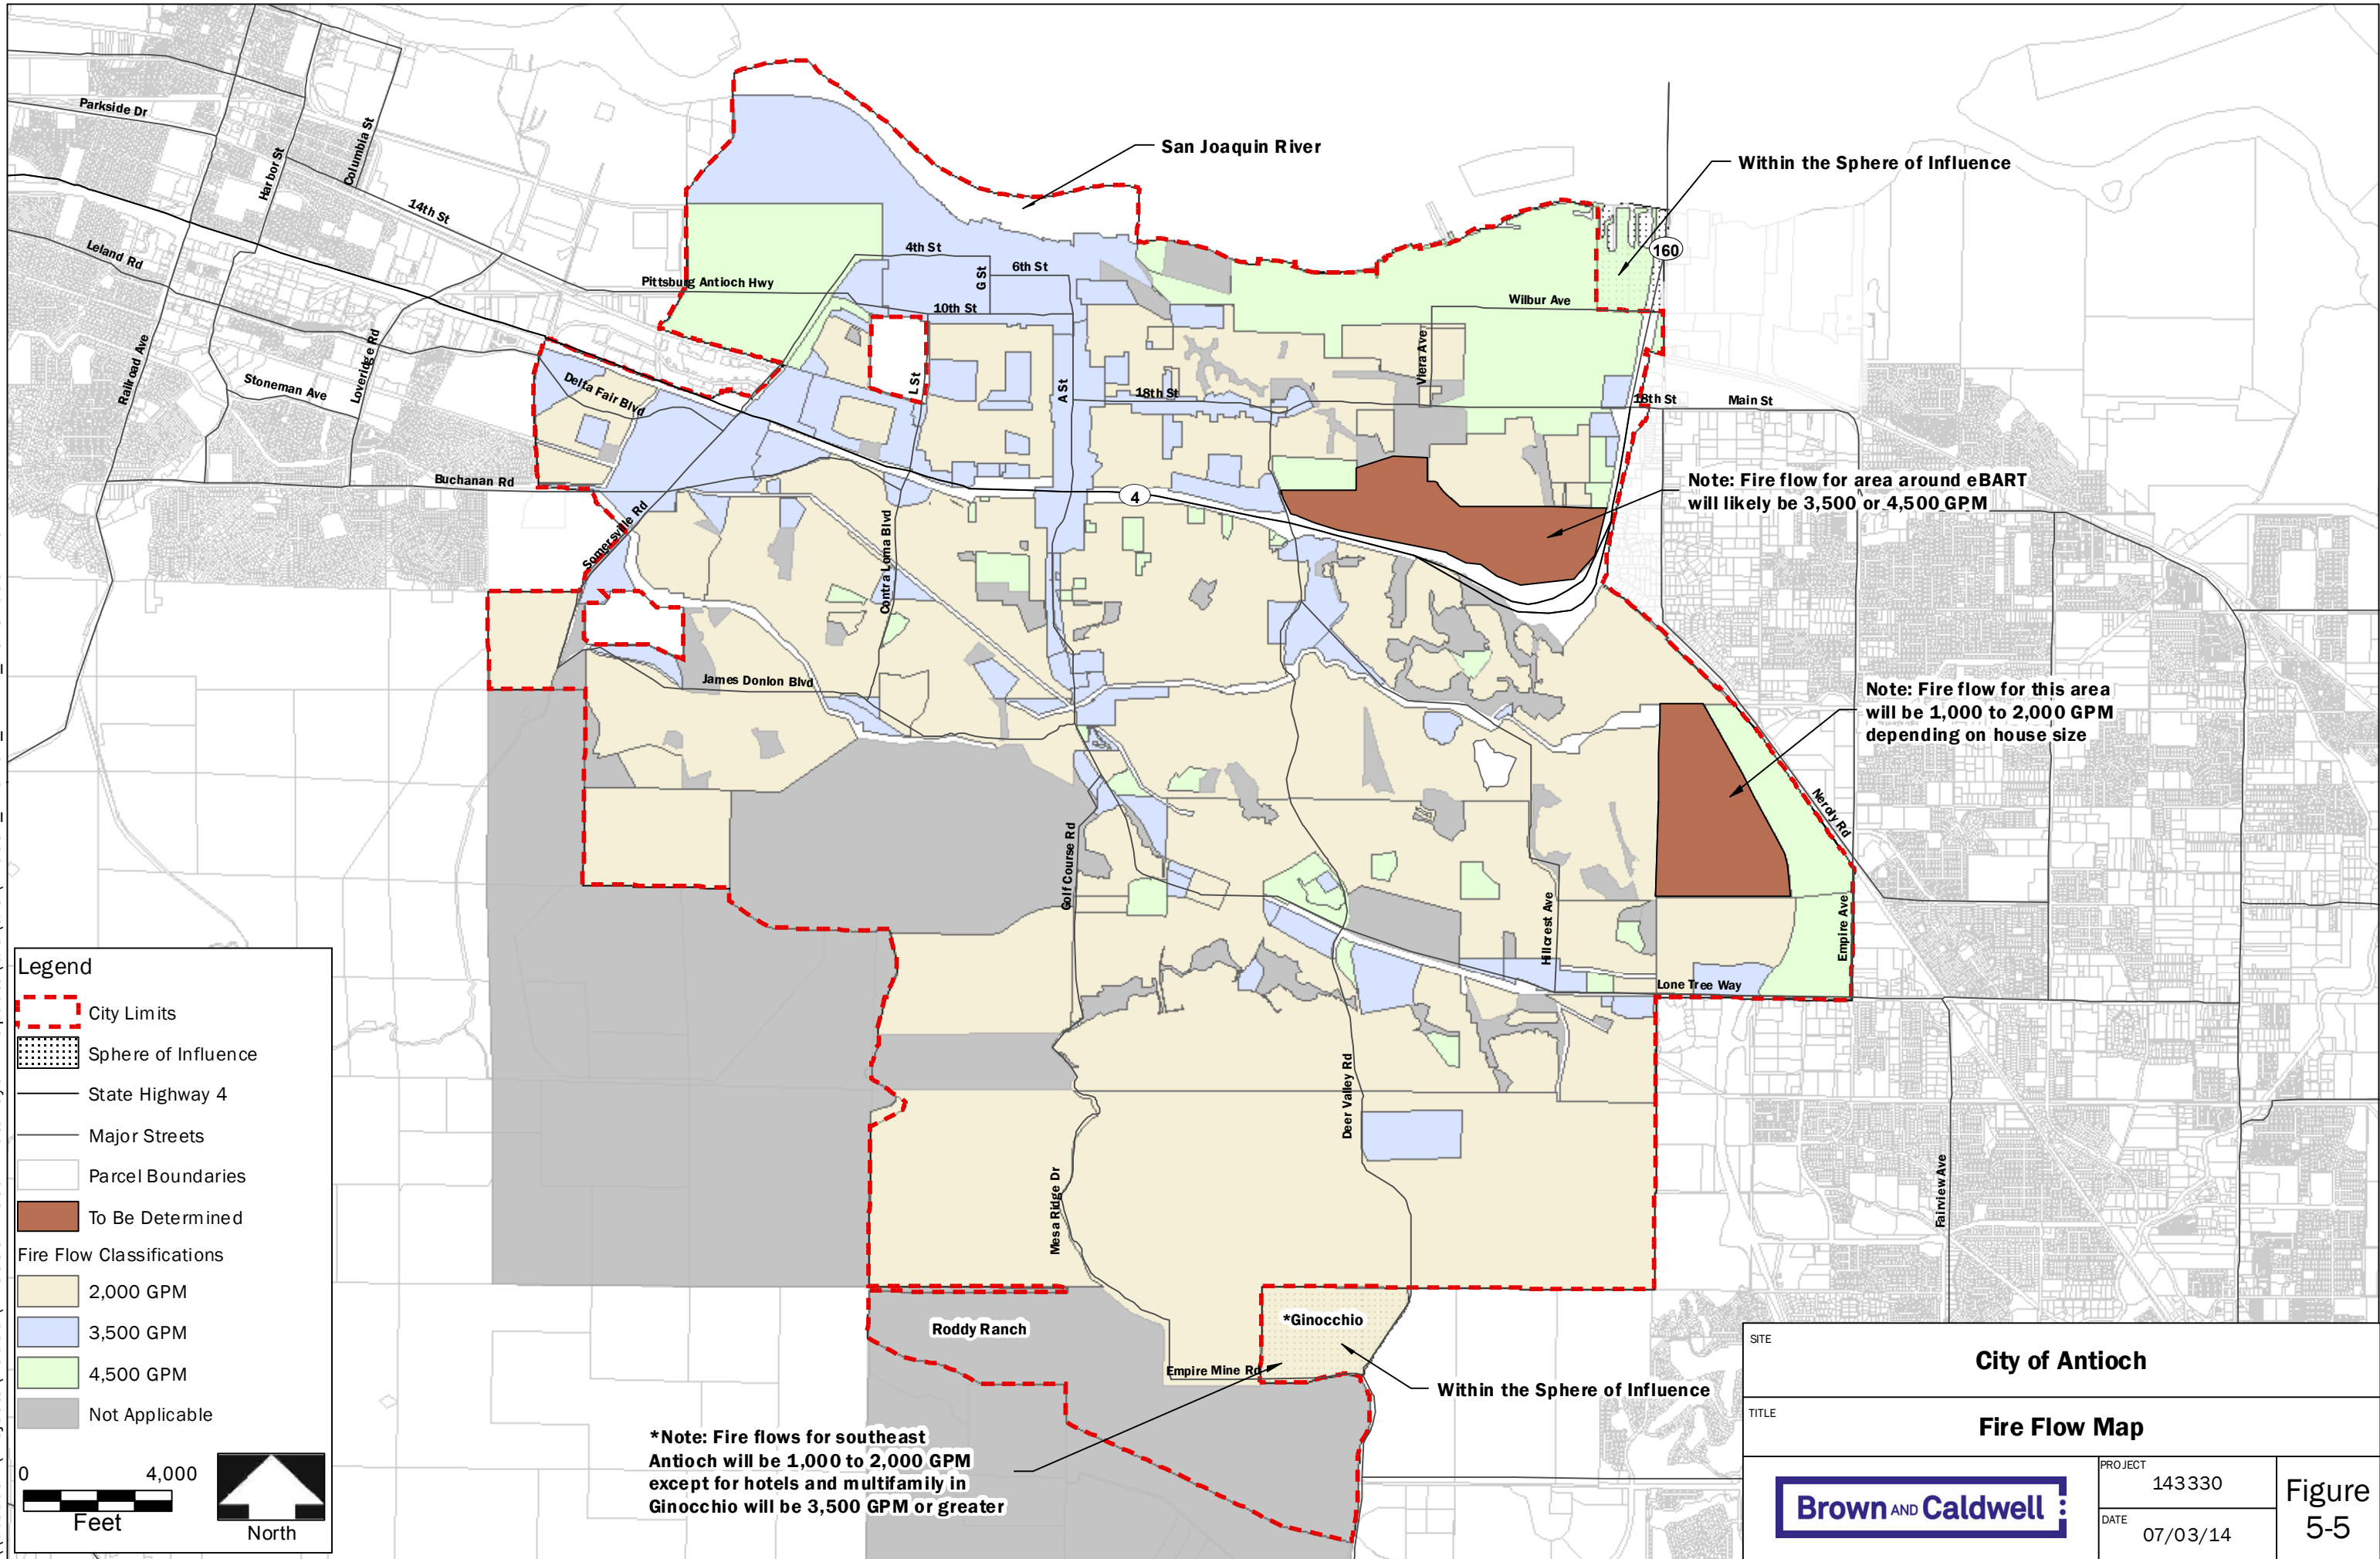 Parkside Dr
Harbor St
Columbia St
14th St
Leland Rd
Railroad Ave
Stoneman Ave
Loveridge Rd
Buchanan Rd
Delta Fair Blvd
Somersville Rd
Pittsburg Antioch Hwy
4th St
G St
6th St
10th St
L St
A St
18th St
Viera Ave
Wilbur Ave
160
18th St
Main St
4
San Joaquin River
Within the Sphere of Influence
Note: Fire flow for area around eBART
will likely be 3,500 or 4,500 GPM
Contra Loma Blvd
James Donlon Blvd
Note: Fire flow for this area
will be 1,000 to 2,000 GPM
depending on house size
Neroly Rd
Golf Course Rd
Hillcrest Ave
Empire Ave
Lone Tree Way
Deer Valley Rd
Mesa Ridge Dr
Fairview Ave
Roddy Ranch
*Ginocchio
Empire Mine Rd
Within the Sphere of Influence
*Note: Fire flows for southeast
Antioch will be 1,000 to 2,000 GPM
except for hotels and multifamily in
Ginocchio will be 3,500 GPM or greater
Legend
City Limits
Sphere of Influence
State Highway 4
Major Streets
Parcel Boundaries
To Be Determined
Fire Flow Classifications
2,000 GPM
3,500 GPM
4,500 GPM
Not Applicable
0 4,000
Feet
North
SITE
City of Antioch
TITLE
Fire Flow Map
Brown AND Caldwell
PROJECT
143330
DATE
07/03/14
Figure
5-5